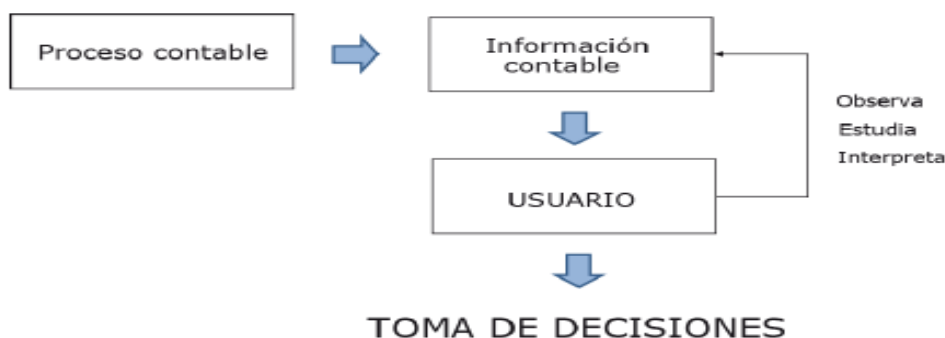 Proceso contable
Información
contable
Observa
Estudia
Interpreta
USUARIO
TOMA DE DECISIONES